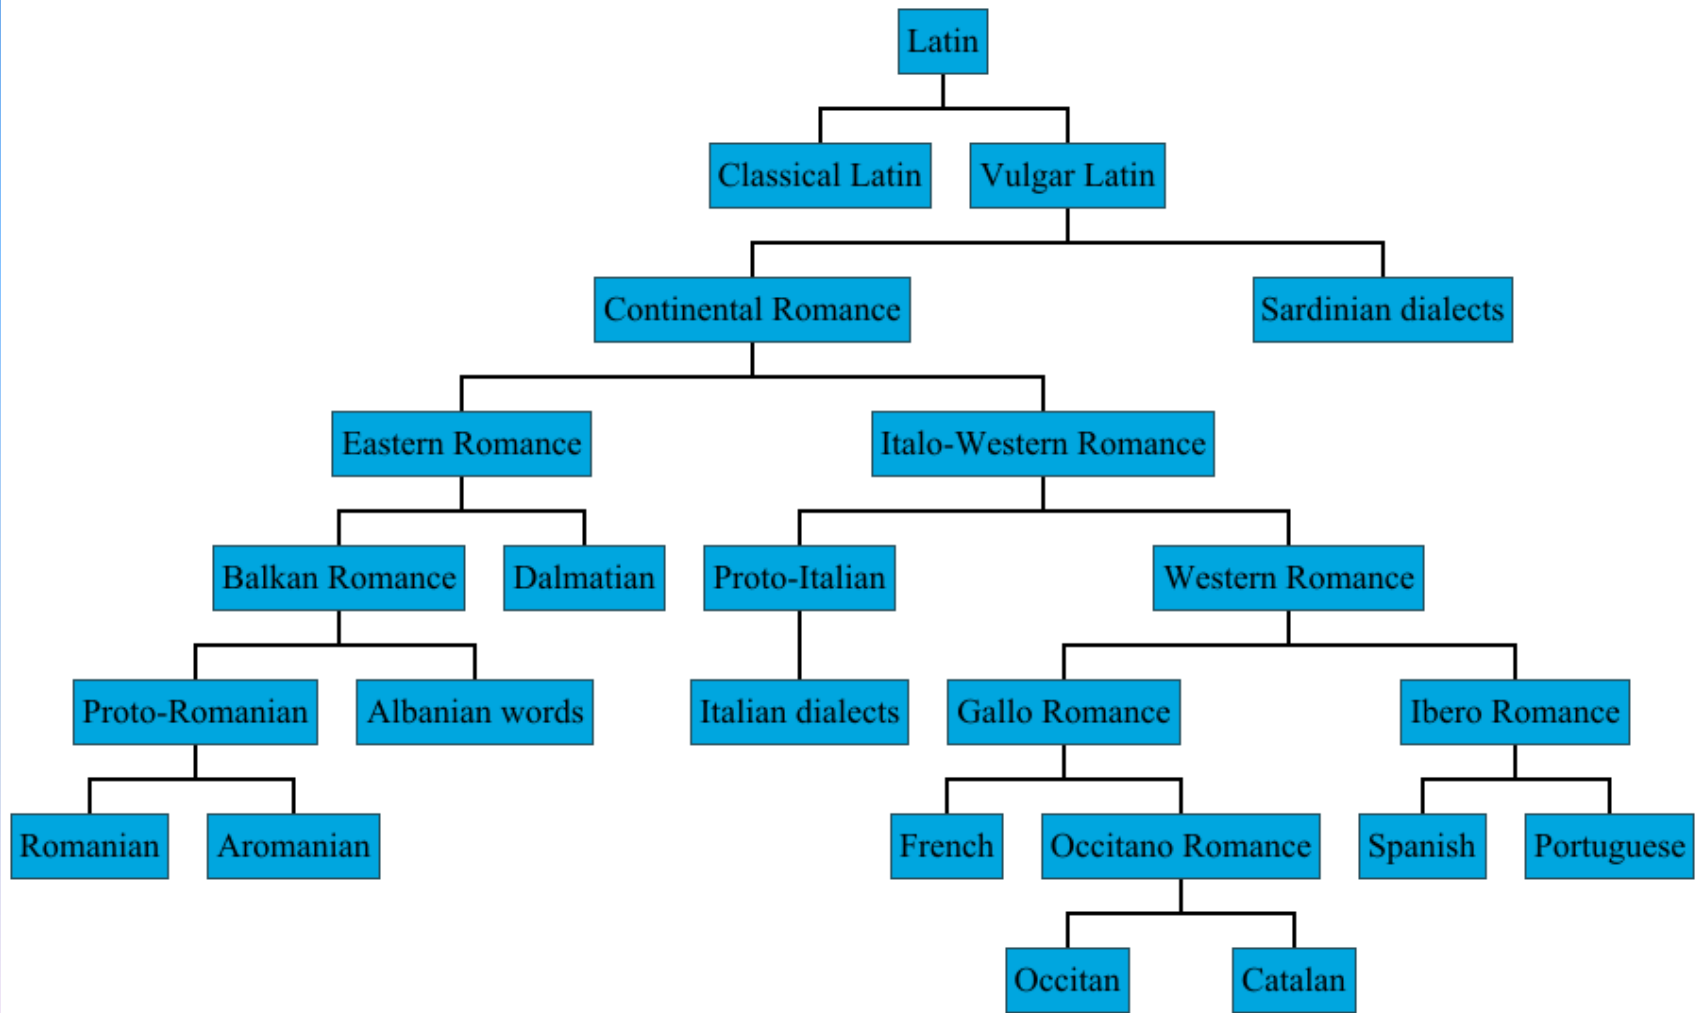 Latin
Classical Latin
Vulgar Latin
Continental Romance
Sardinian dialects
Eastern Romance
Italo-Western Romance
Balkan Romance
Dalmatian
Proto-Italian
Western Romance
Proto-Romanian
Albanian words
Italian dialects
Gallo Romance
Ibero Romance
Romanian
Aromanian
French
Occitano Romance
Spanish
Portuguese
Occitan
Catalan